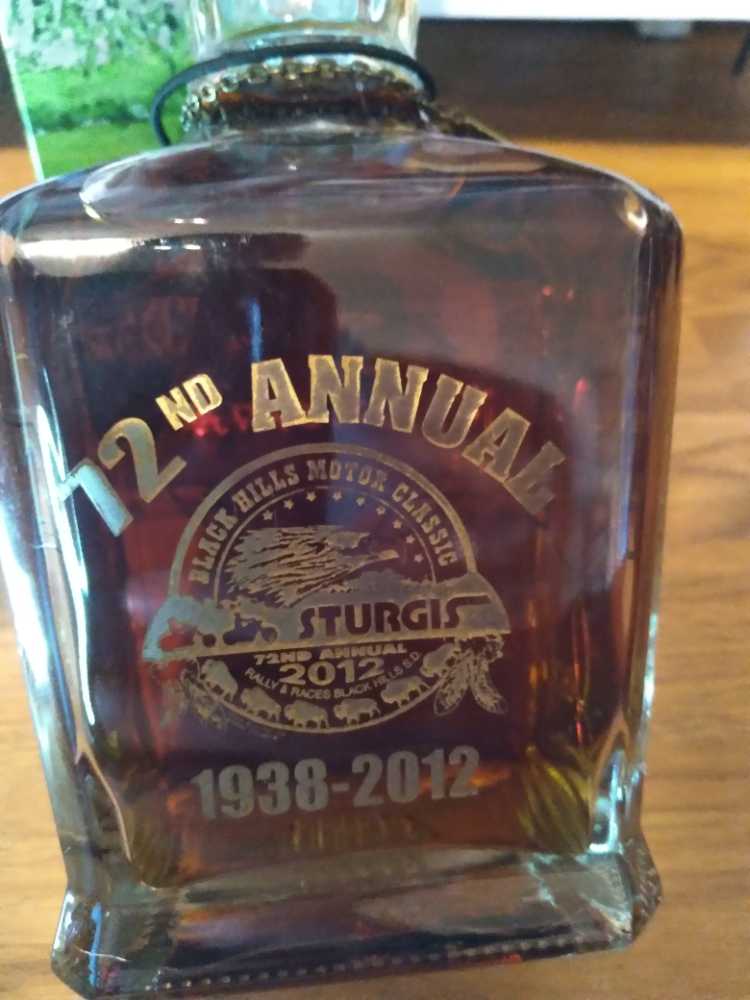 72ND ANNUAL
BLACK HILLS MOTOR CLASSIC
STURGIS
72ND ANNUAL
2012
RALLY & RACES BLACK HILLS S.D.
1938-2012